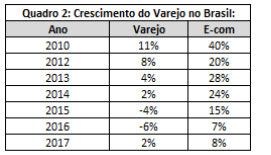 Quadro 2: Crescimento do Varejo no Brasil:
Ano Varejo E-com
2010 11% 40%
2012 8% 20%
2013 4% 28%
2014 2% 24%
2015 -4% 15%
2016 -6% 7%
2017 2% 8%